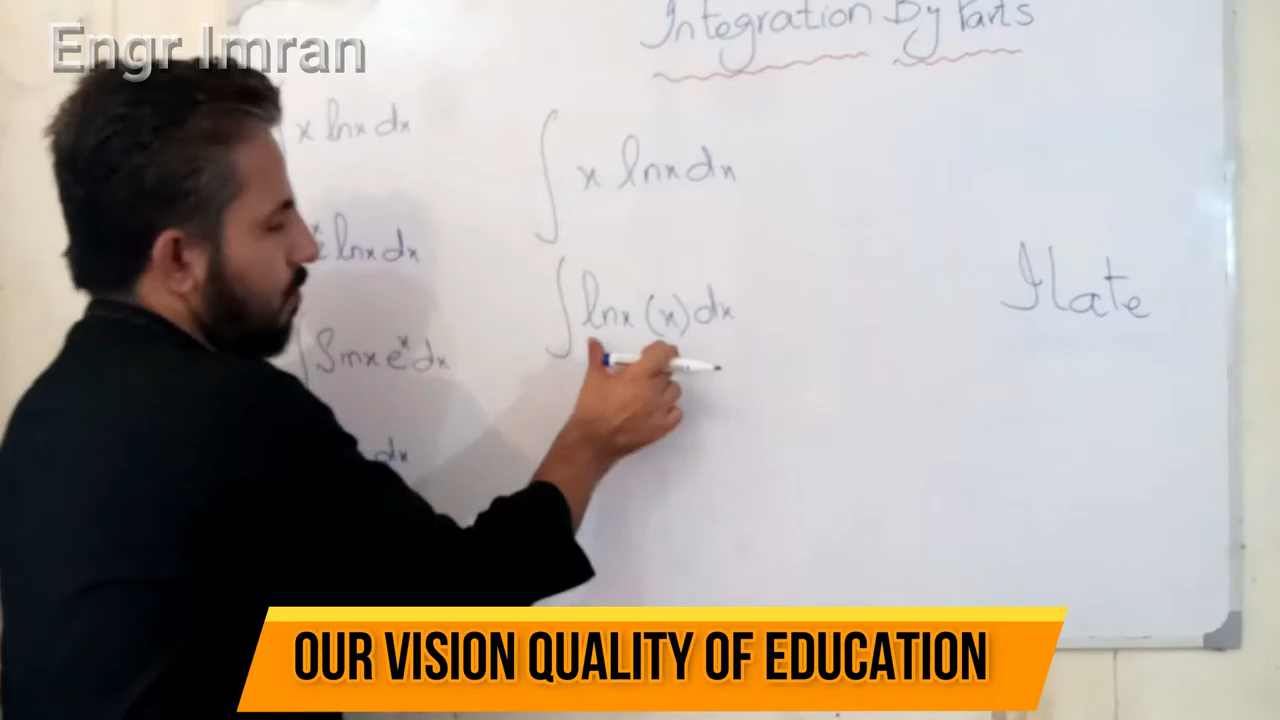 Engr Imran
Integration By Parts
x lnx dx
lnx dx
∫ Sinx e^x dx
dx
∫ x lnx dx
∫ lnx (x) dx
Ilate
OUR VISION QUALITY OF EDUCATION